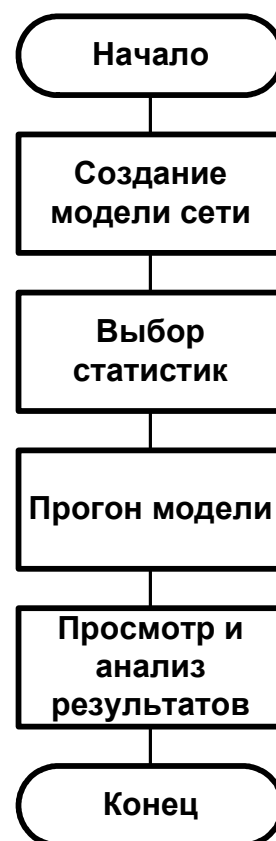 Начало
Создание
модели сети
Выбор
статистик
Прогон модели
Просмотр и
анализ
результатов
Конец